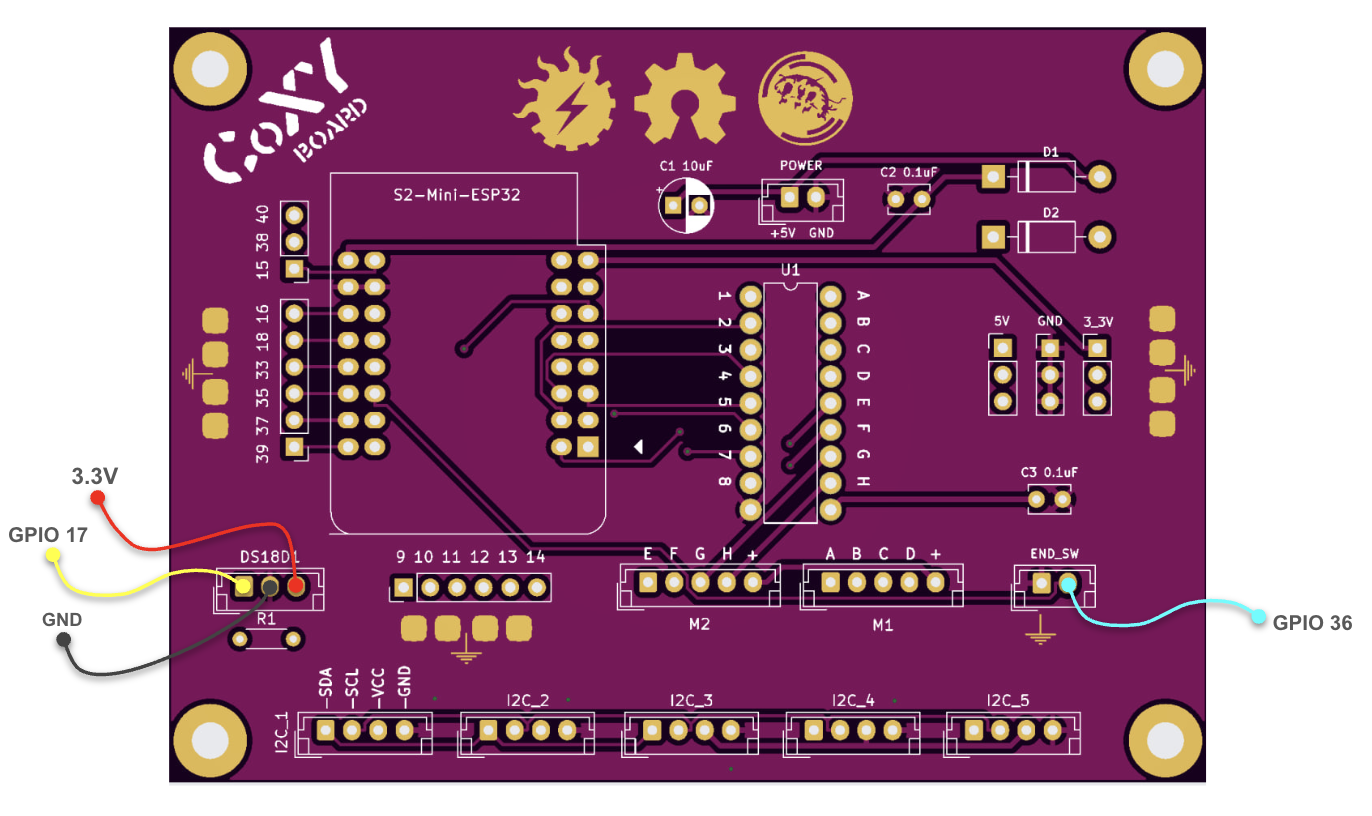 CoXY
BOARD
S2-Mini-ESP32
C1 10uF
+
POWER
+5V GND
C2 0.1uF
D1
D2
U1
40
38
15
16
18
33
35
37
39
1
2
3
4
5
6
7
8
A
B
C
D
E
F
G
H
5V
GND
3_3V
C3 0.1uF
3.3V
GPIO 17
GND
DS18D1
R1
9 10 11 12 13 14
E F G H +
M2
A B C D +
M1
END_SW
GPIO 36
I2C_1
-SDA
-SCL
-VCC
-GND
I2C_2
I2C_3
I2C_4
I2C_5